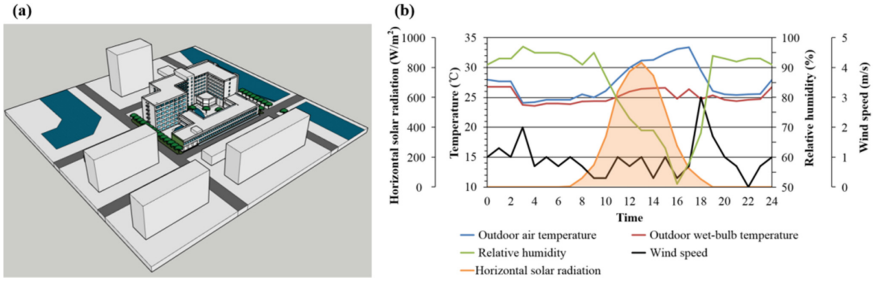 (a)
(b)
Horizontal solar radiation (W/m²)
1000
800
600
400
200
0
Temperature (℃)
35
30
25
20
15
10
100
90
80
70
60
50
Relative humidity (%)
5
4
3
2
1
0
Wind speed (m/s)
0 2 4 6 8 10 12 14 16 18 20 22 24
Time
Outdoor air temperature
Outdoor wet-bulb temperature
Relative humidity
Wind speed
Horizontal solar radiation